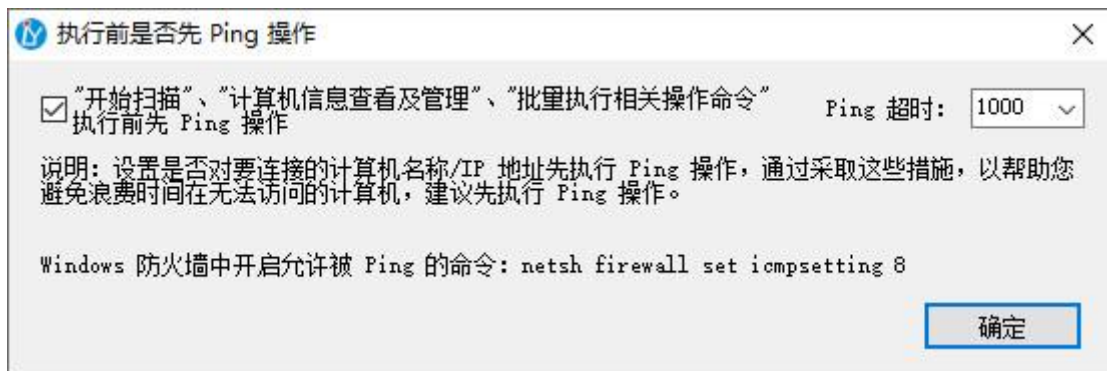 执行前是否先 Ping 操作
"开始扫描"、"计算机信息查看及管理"、"批量执行相关操作命令"
执行前先 Ping 操作
Ping 超时：
1000
说明：设置是否对要连接的计算机名称/IP 地址先执行 Ping 操作，通过采取这些措施，以帮助您
避免浪费时间在无法访问的计算机，建议先执行 Ping 操作。
Windows 防火墙中开启允许被 Ping 的命令：netsh firewall set icmpsetting 8
确定